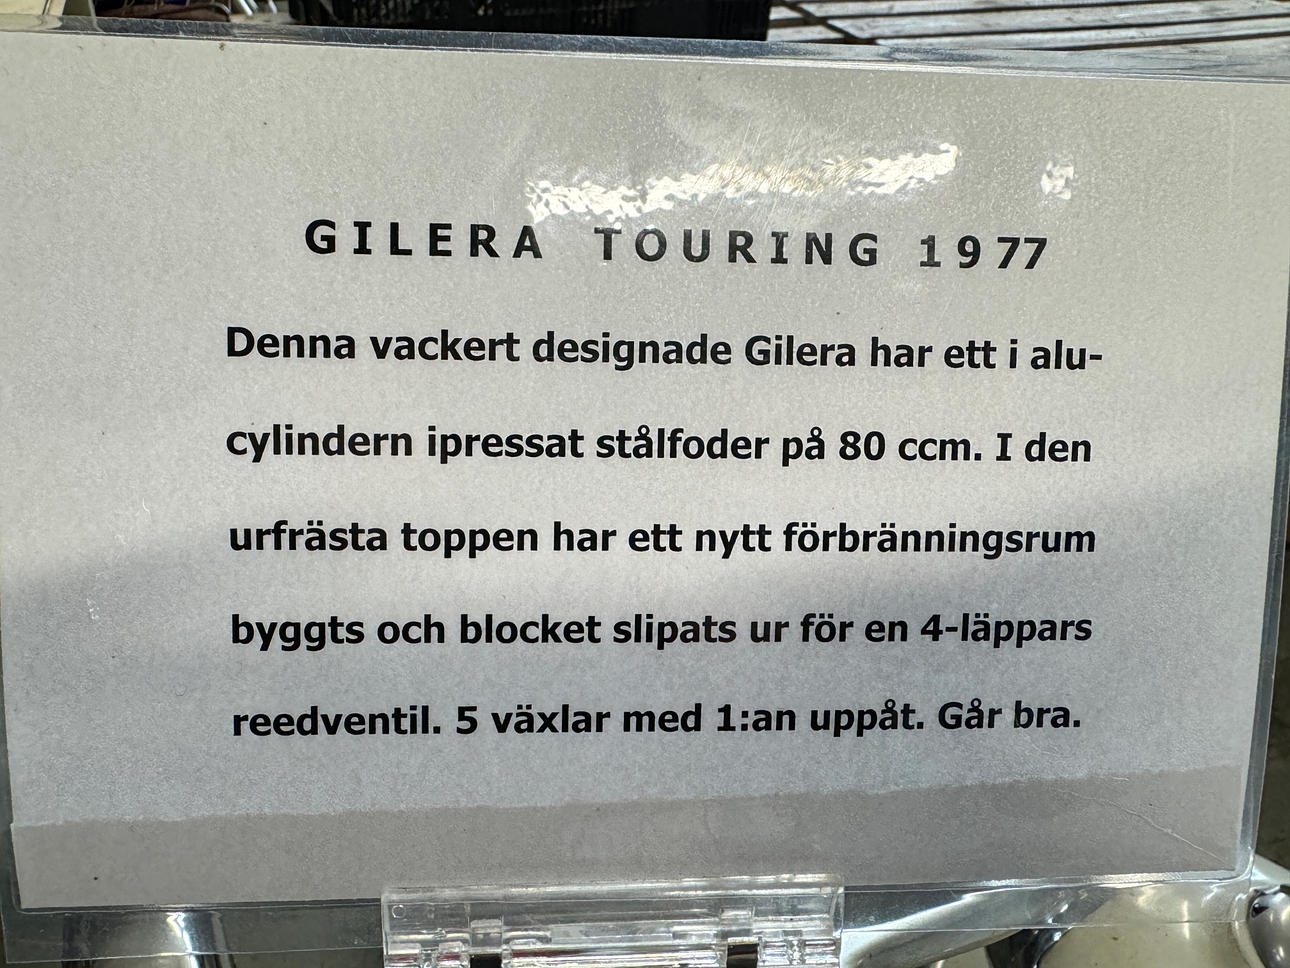 GILERA TOURING 1977
Denna vackert designade Gilera har ett i alu-
cylindern ipressat stålfoder på 80 ccm. I den
urfrästa toppen har ett nytt förbränningsrum
byggts och blocket slipats ur för en 4-läppars
reedventil. 5 växlar med 1:an uppåt. Går bra.